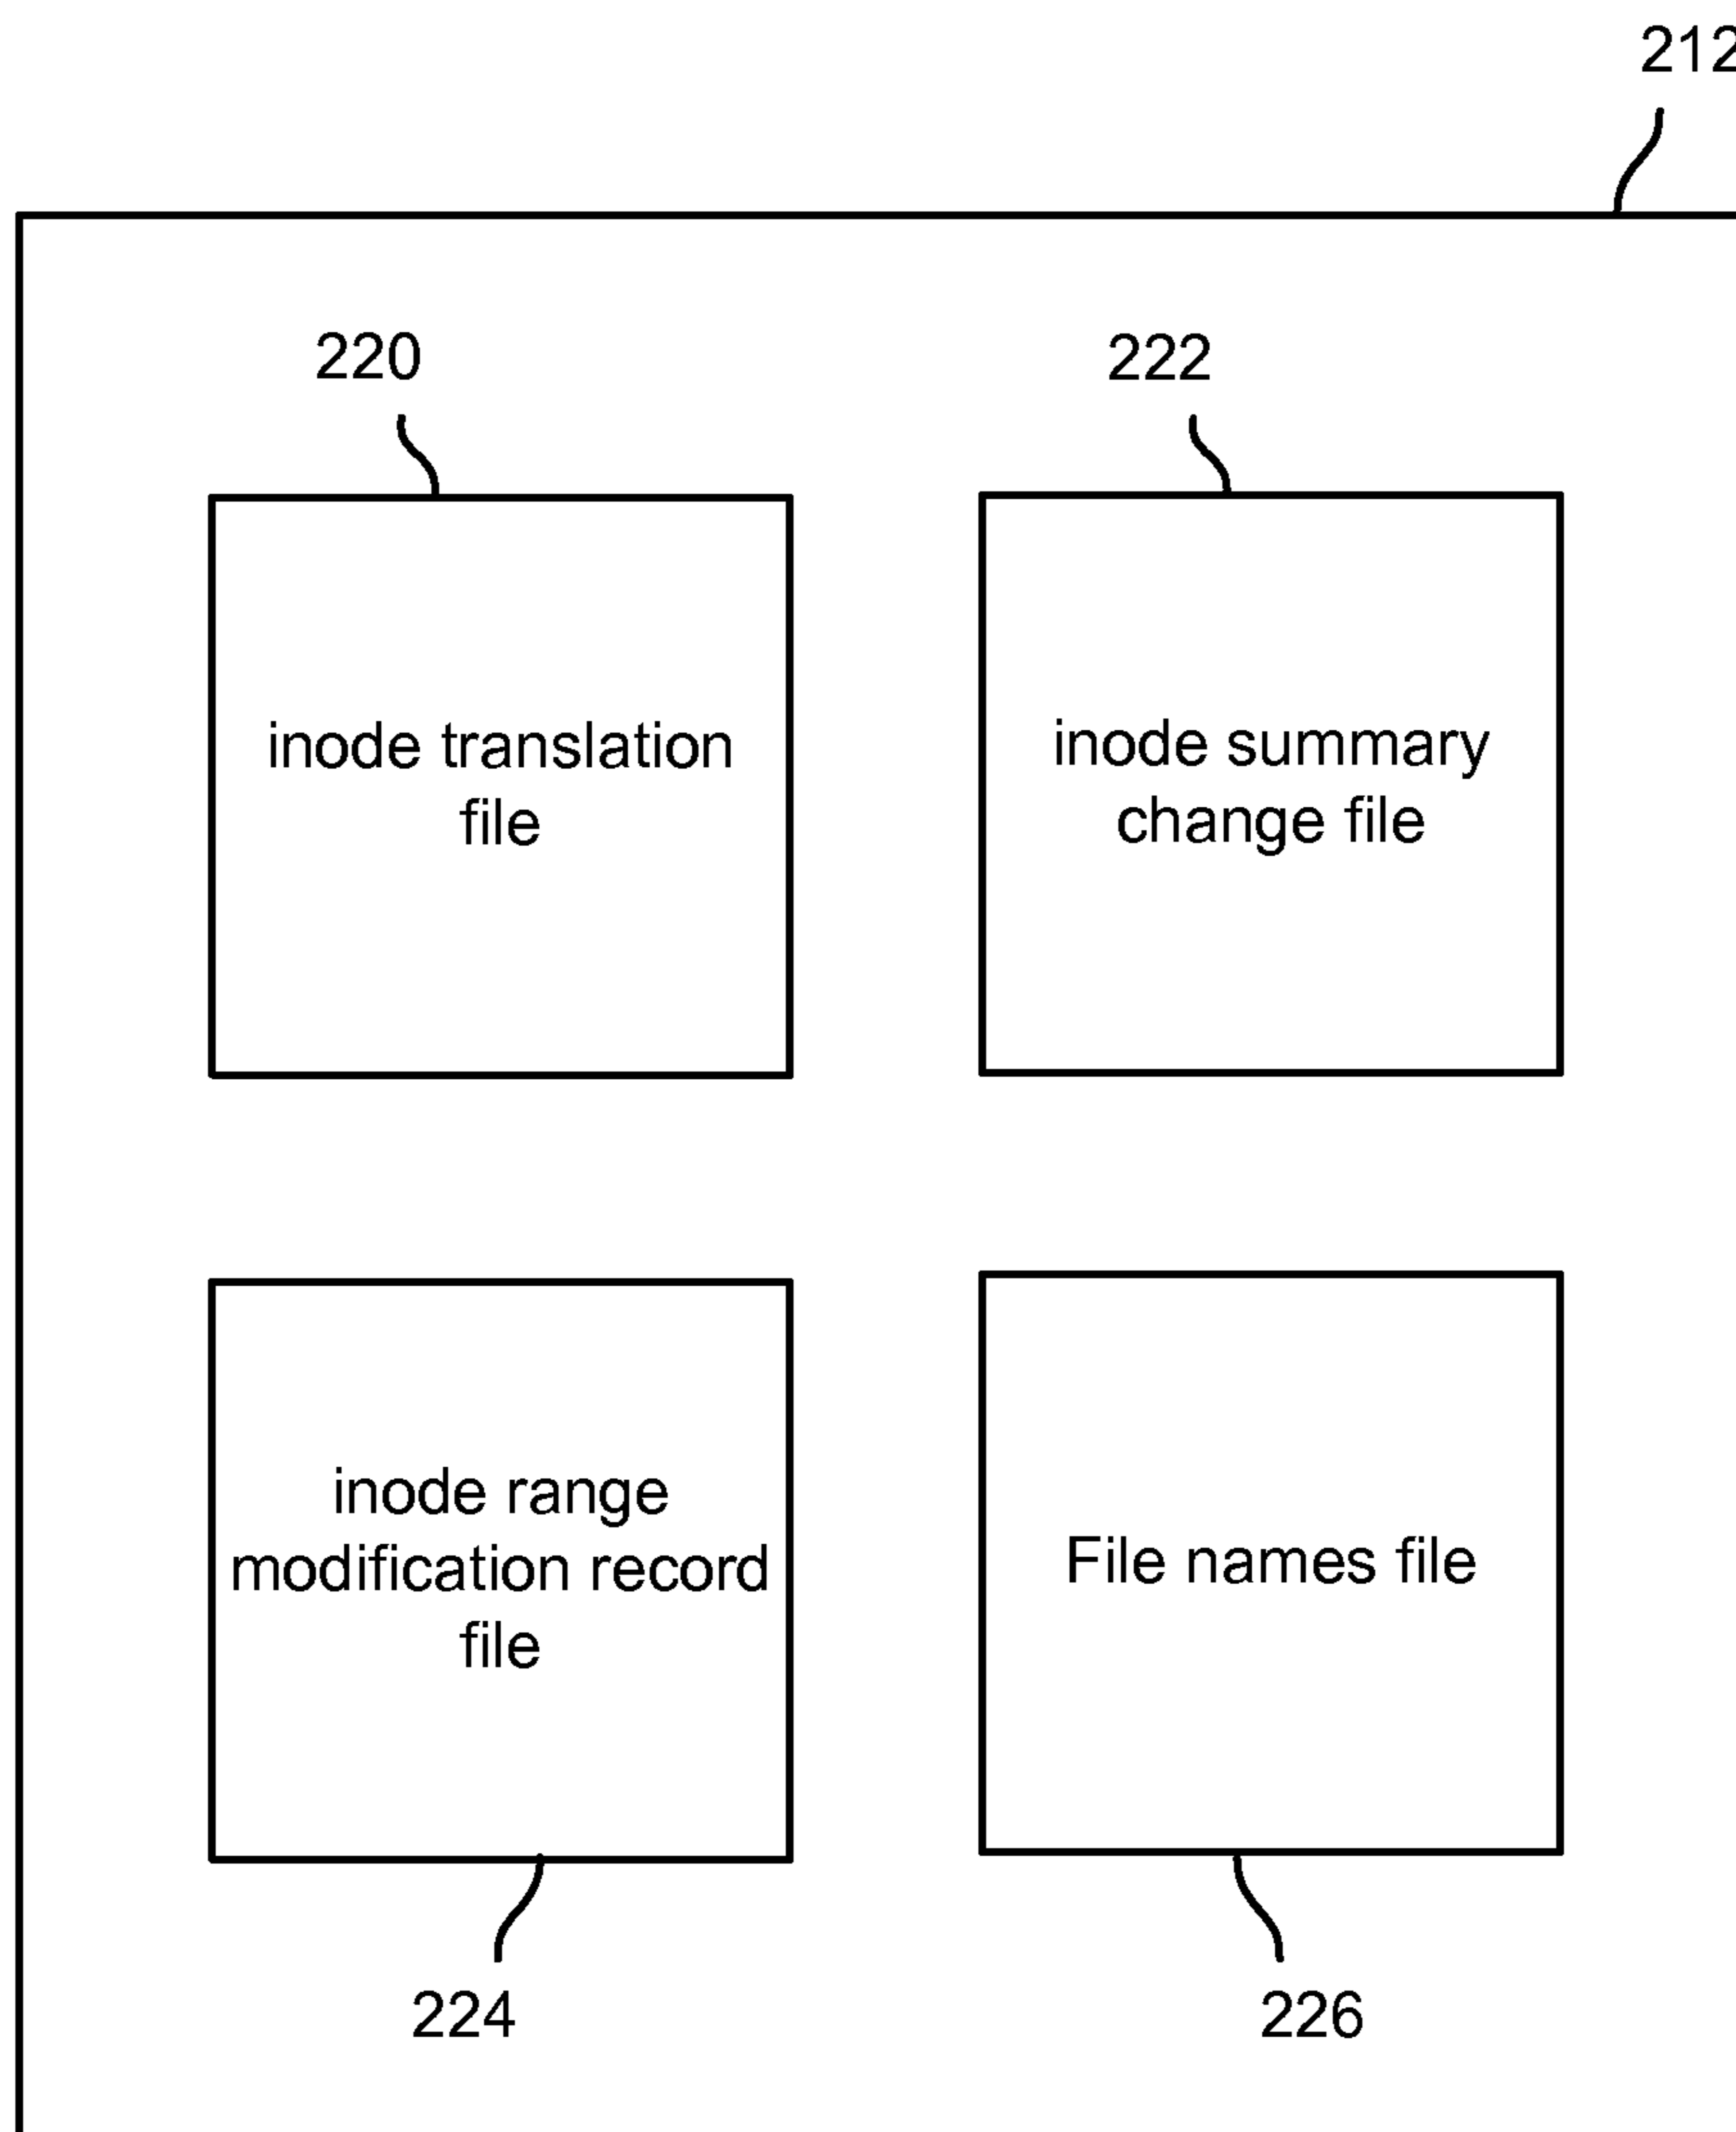 212
220
222
inode translation
file
inode summary
change file
inode range
modification record
file
File names file
224
226